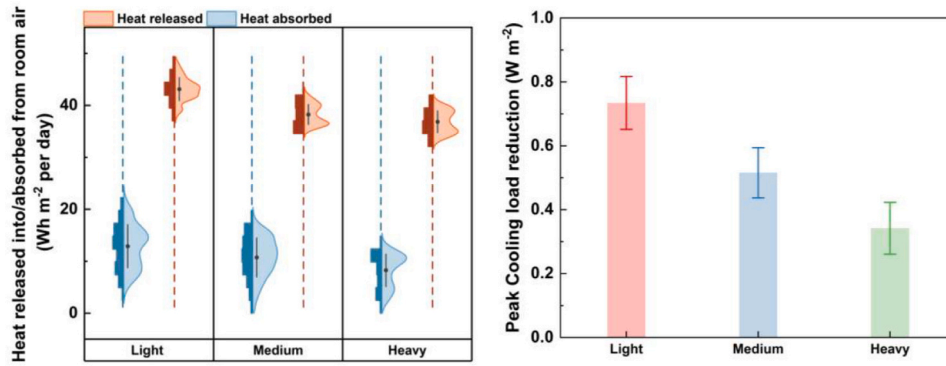 Heat released Heat absorbed
Heat released into/absorbed from room air
(Wh m-2 per day)
40
20
0
Light Medium Heavy
Peak Cooling load reduction (W m-2)
1.0
0.8
0.6
0.4
0.2
0.0
Light Medium Heavy